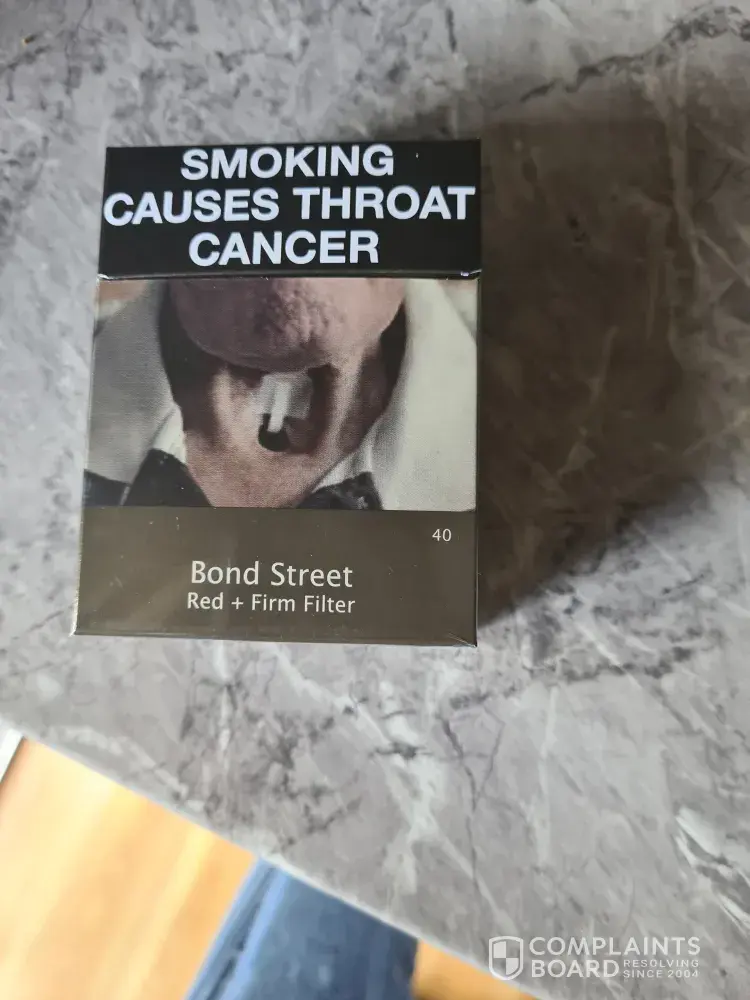 SMOKING
CAUSES THROAT
CANCER
40
Bond Street
Red + Firm Filter
COMPLAINTS
BOARD RESOLVING
SINCE 2004